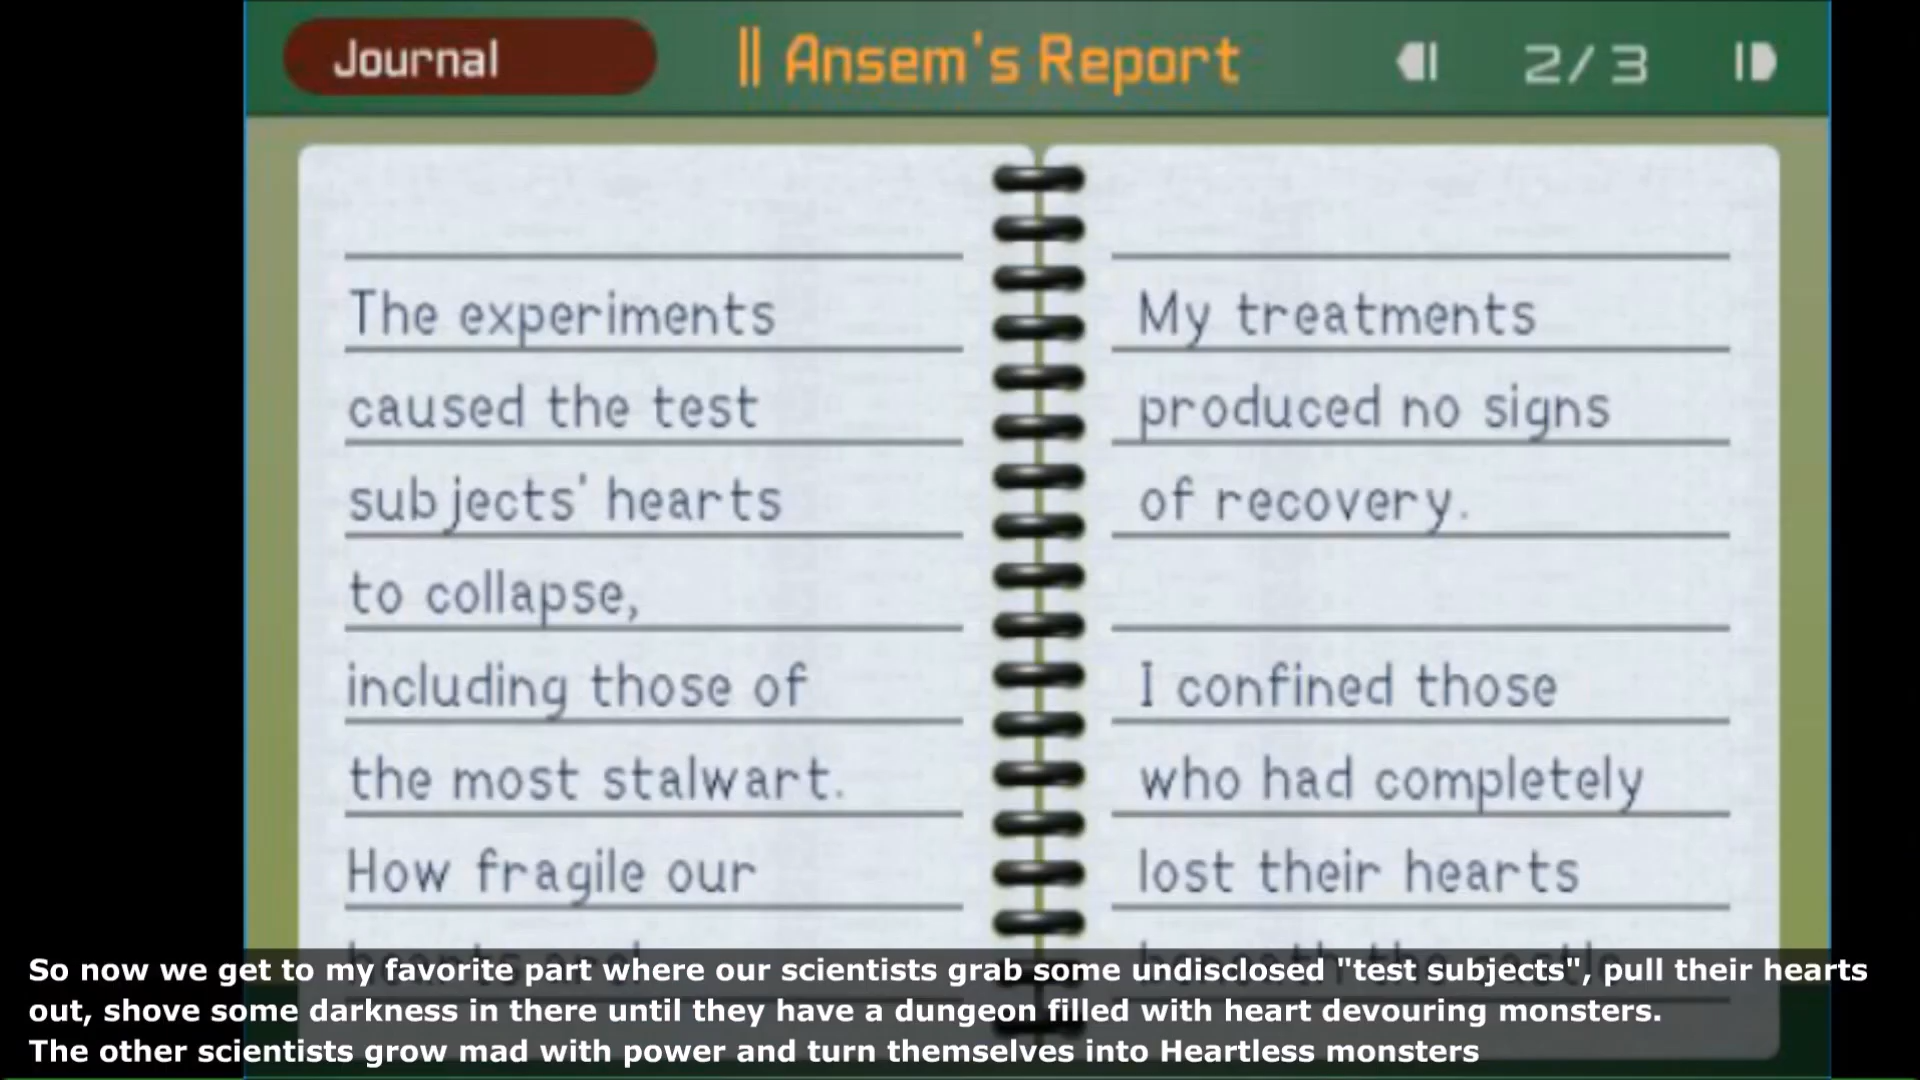 Journal
Ansem's Report
2/3
The experiments
caused the test
subjects' hearts
to collapse,
including those of
the most stalwart.
How fragile our
My treatments
produced no signs
of recovery.
I confined those
who had completely
lost their hearts
beneath the castle
So now we get to my favorite part where our scientists grab some undisclosed "test subjects", pull their hearts
out, shove some darkness in there until they have a dungeon filled with heart devouring monsters.
The other scientists grow mad with power and turn themselves into Heartless monsters